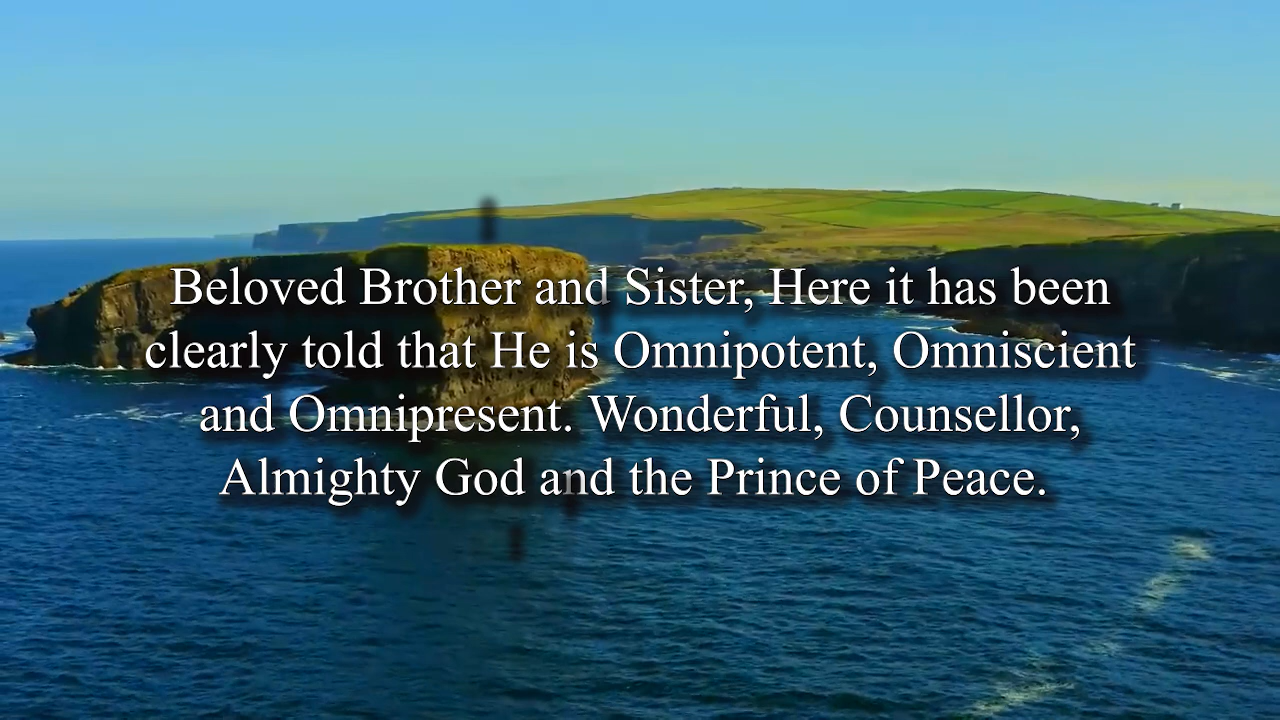 Beloved Brother and Sister, Here it has been
clearly told that He is Omnipotent, Omniscient
and Omnipresent. Wonderful, Counsellor,
Almighty God and the Prince of Peace.